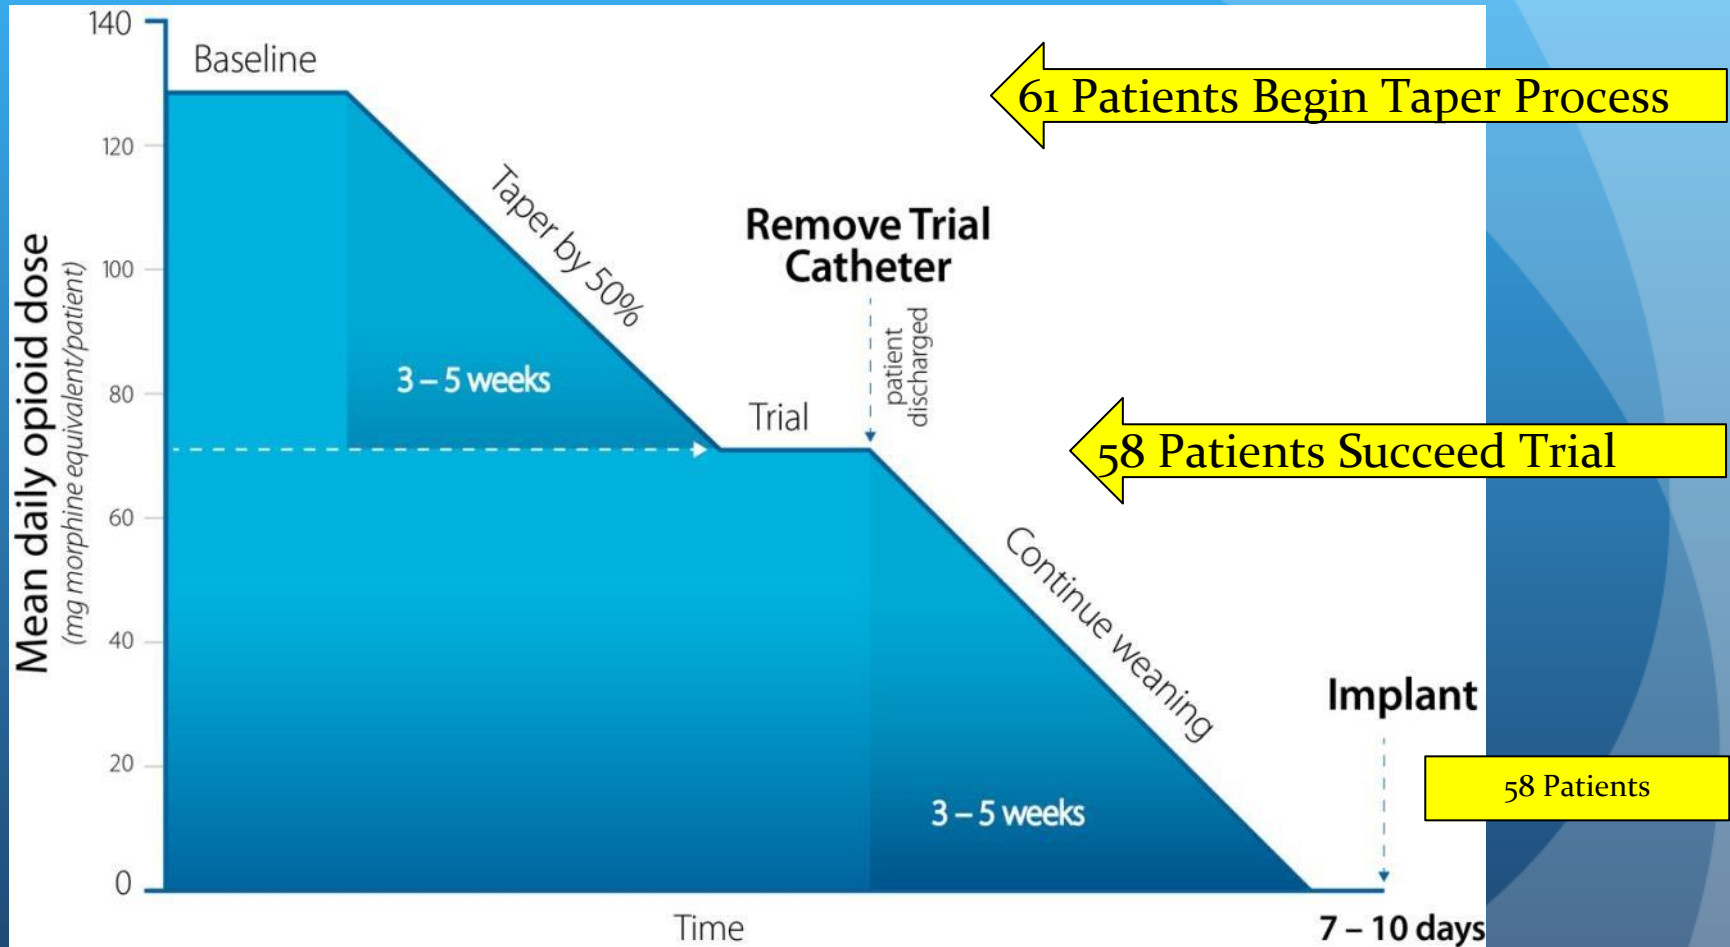 140
Baseline
61 Patients Begin Taper Process
120
Taper by 50%
Remove Trial
Catheter
100
patient
discharged
3 – 5 weeks
80
Trial
58 Patients Succeed Trial
Mean daily opioid dose
(mg morphine equivalent/patient)
60
Continue weaning
40
Implant
20
58 Patients
3 – 5 weeks
0
Time
7 – 10 days